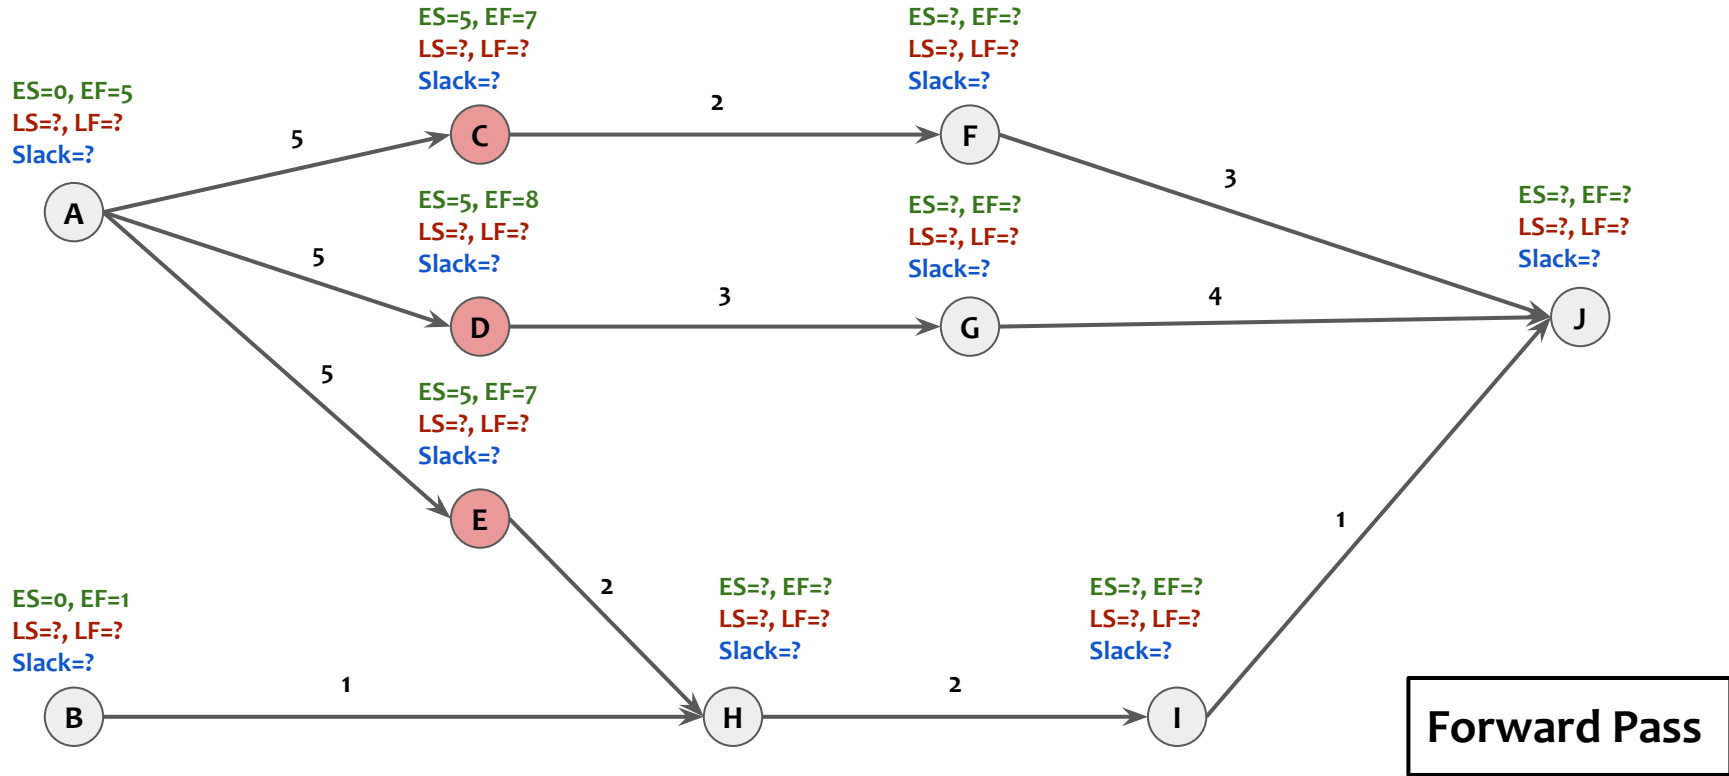 ES=5, EF=7
LS=?, LF=?
Slack=?
ES=?, EF=?
LS=?, LF=?
Slack=?
ES=0, EF=5
LS=?, LF=?
Slack=?
5
C
2
F
3
A
ES=5, EF=8
LS=?, LF=?
Slack=?
ES=?, EF=?
LS=?, LF=?
Slack=?
ES=?, EF=?
LS=?, LF=?
Slack=?
5
D
3
G
4
J
5
ES=5, EF=7
LS=?, LF=?
Slack=?
E
1
2
ES=0, EF=1
LS=?, LF=?
Slack=?
ES=?, EF=?
LS=?, LF=?
Slack=?
ES=?, EF=?
LS=?, LF=?
Slack=?
B
1
H
2
I
Forward Pass